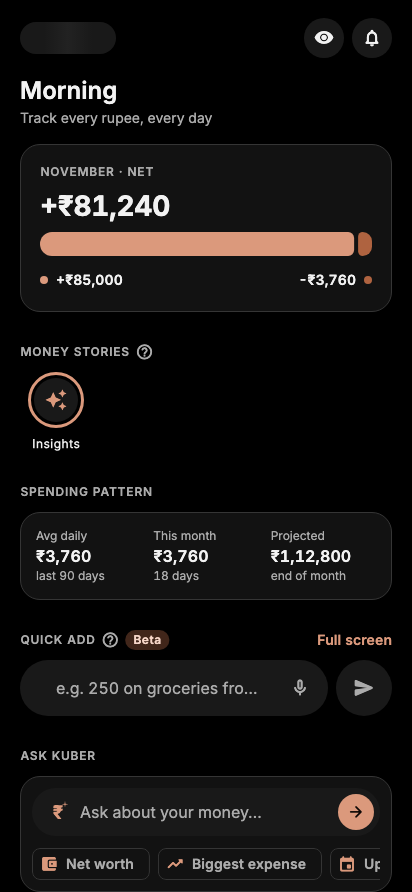 Morning
Track every rupee, every day
NOVEMBER · NET
+₹81,240
+₹85,000
-₹3,760
MONEY STORIES
Insights
SPENDING PATTERN
Avg daily This month Projected
₹3,760 ₹3,760 ₹1,12,800
last 90 days 18 days end of month
QUICK ADD Beta Full screen
e.g. 250 on groceries fro...
ASK KUBER
Ask about your money...
Net worth Biggest expense Up